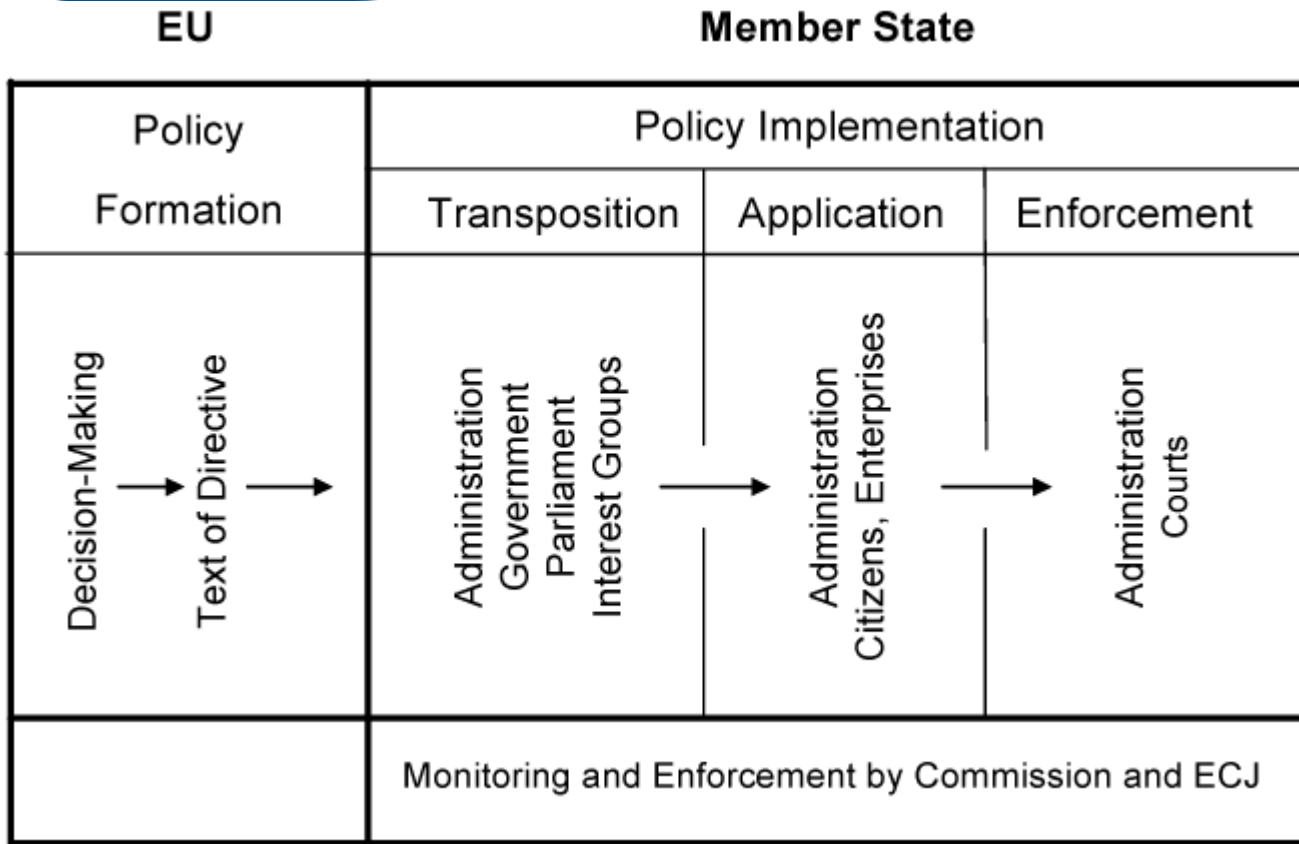 EU
Member State
Policy
Formation
Policy Implementation
Transposition
Application
Enforcement
Decision-Making
Text of Directive
Administration
Government
Parliament
Interest Groups
Administration
Citizens, Enterprises
Administration
Courts
Monitoring and Enforcement by Commission and ECJ